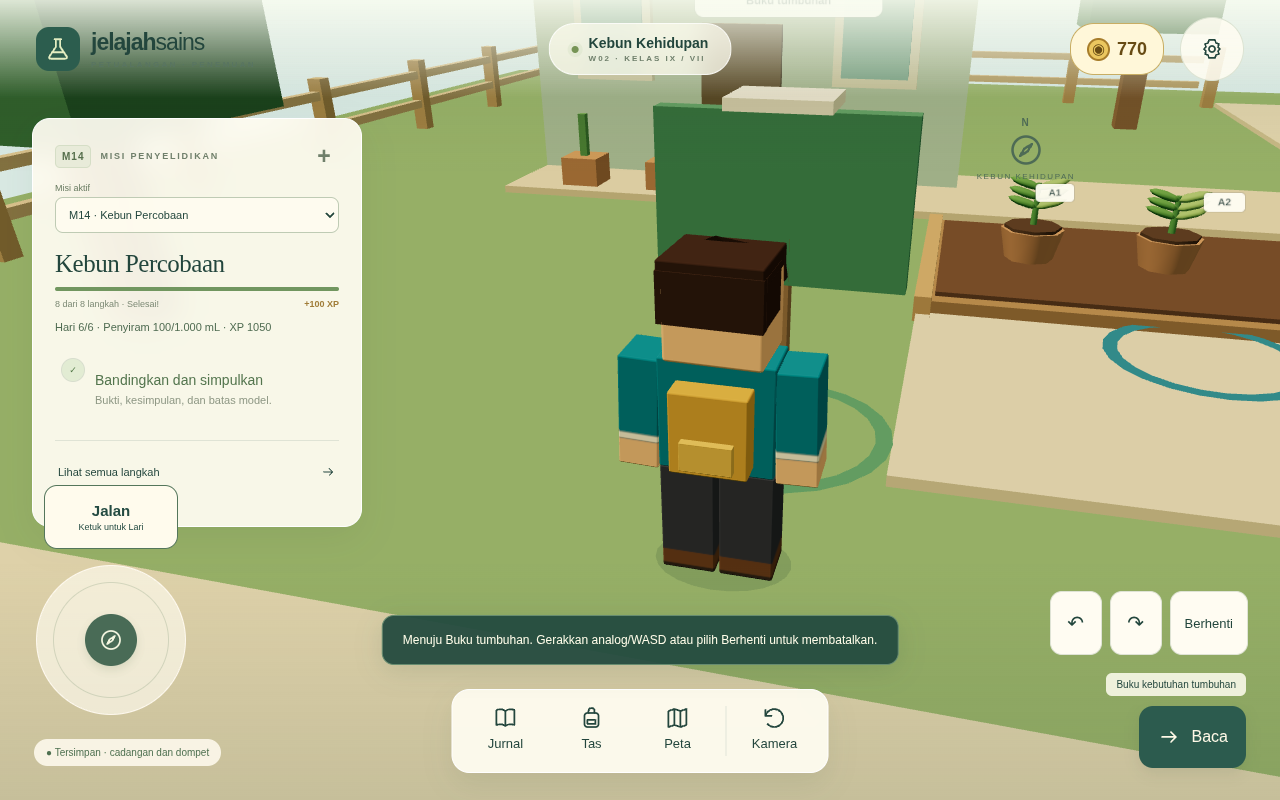 Buku tumbuhan
jelajahsains
Kebun Kehidupan
W02 · KELAS IX / VII
770
M14 MISI PENYELIDIKAN
+
Misi aktif
M14 · Kebun Percobaan
Kebun Percobaan
8 dari 8 langkah · Selesai! +100 XP
Hari 6/6 · Penyiram 100/1.000 mL · XP 1050
✓ Bandingkan dan simpulkan
Bukti, kesimpulan, dan batas model.
Lihat semua langkah →
Jalan
Ketuk untuk Lari
N
KEBUN KEHIDUPAN
A1
A2
Menuju Buku tumbuhan. Gerakkan analog/WASD atau pilih Berhenti untuk membatalkan.
↶ ↷ Berhenti
Buku kebutuhan tumbuhan
→ Baca
Jurnal Tas Peta Kamera
● Tersimpan · cadangan dan dompet